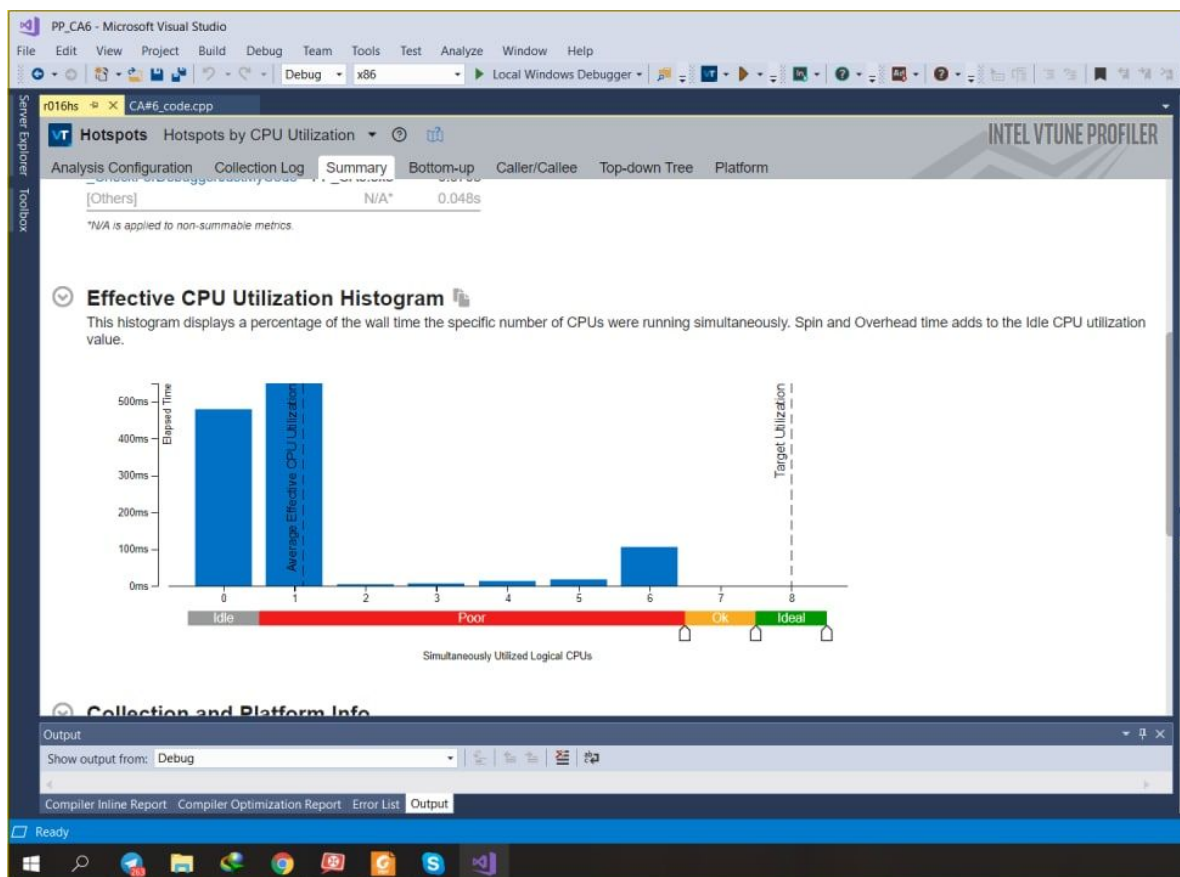 PP_CA6 - Microsoft Visual Studio
File Edit View Project Build Debug Team Tools Test Analyze Window Help
Debug x86 Local Windows Debugger
Server Explorer
Toolbox
r016hs CA#6_code.cpp
VT Hotspots Hotspots by CPU Utilization
INTEL VTUNE PROFILER
Analysis Configuration Collection Log Summary Bottom-up Caller/Callee Top-down Tree Platform
[Others] N/A* 0.048s
*N/A is applied to non-summable metrics.
Effective CPU Utilization Histogram
This histogram displays a percentage of the wall time the specific number of CPUs were running simultaneously. Spin and Overhead time adds to the Idle CPU utilization
value.
Elapsed Time
500ms
400ms
300ms
200ms
100ms
0ms
Average Effective CPU Utilization
Target Utilization
0 1 2 3 4 5 6 7 8
Idle Poor Ok Ideal
Simultaneously Utilized Logical CPUs
Collection and Platform Info
Output
Show output from: Debug
Compiler Inline Report Compiler Optimization Report Error List Output
Ready
263